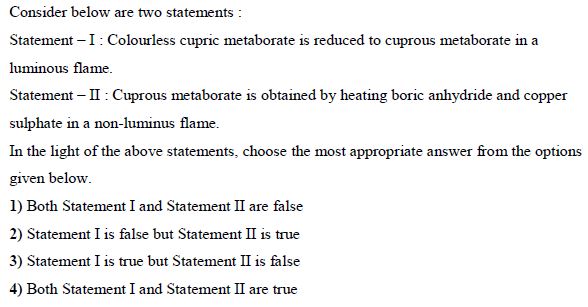 Consider below are two statements :
Statement – I : Colourless cupric metaborate is reduced to cuprous metaborate in a
luminous flame.
Statement – II : Cuprous metaborate is obtained by heating boric anhydride and copper
sulphate in a non-luminus flame.
In the light of the above statements, choose the most appropriate answer from the options
given below.
1) Both Statement I and Statement II are false
2) Statement I is false but Statement II is true
3) Statement I is true but Statement II is false
4) Both Statement I and Statement II are true